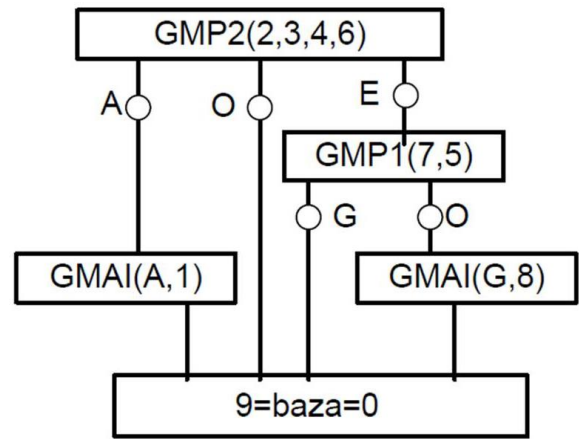 GMP2(2,3,4,6)
A O E
GMP1(7,5)
G O
GMAI(A,1) GMAI(G,8)
9=baza=0